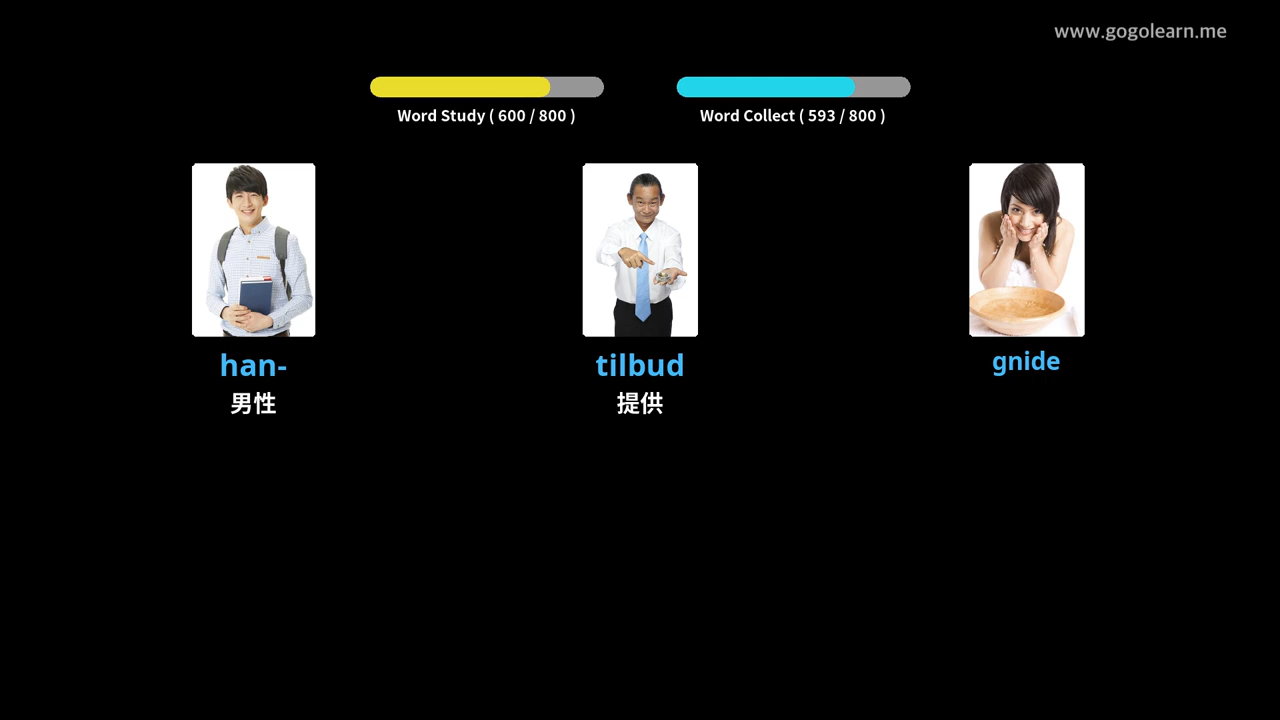 www.gogolearn.me
Word Study ( 600 / 800 )
Word Collect ( 593 / 800 )
han-
男性
tilbud
提供
gnide